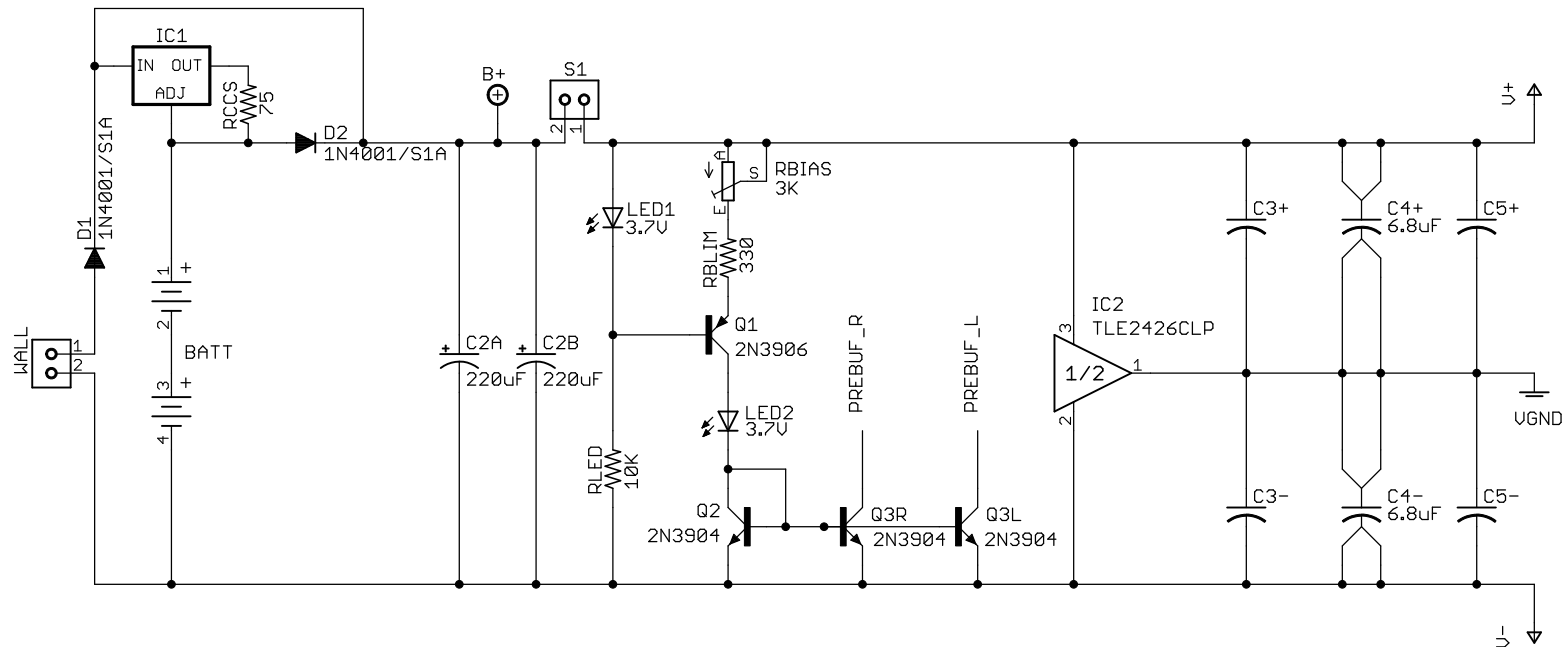 IC1
IN OUT
ADJ
RCCS
75
D2
1N4001/S1A
B+
S1
2
1
D1
1N4001/S1A
WALL
1
2
1
+
2
BATT
3
+
4
C2A
+
220uF
C2B
+
220uF
LED1
3.7V
RLED
10K
A
S
E
RBIAS
3K
RBLIM
330
Q1
2N3906
LED2
3.7V
Q2
2N3904
PREBUF_R
PREBUF_L
Q3R
2N3904
Q3L
2N3904
IC2
TLE2426CLP
3
1/2
1
2
C3+
C4+
6.8uF
C5+
C3-
C4-
6.8uF
C5-
V+
VGND
V-